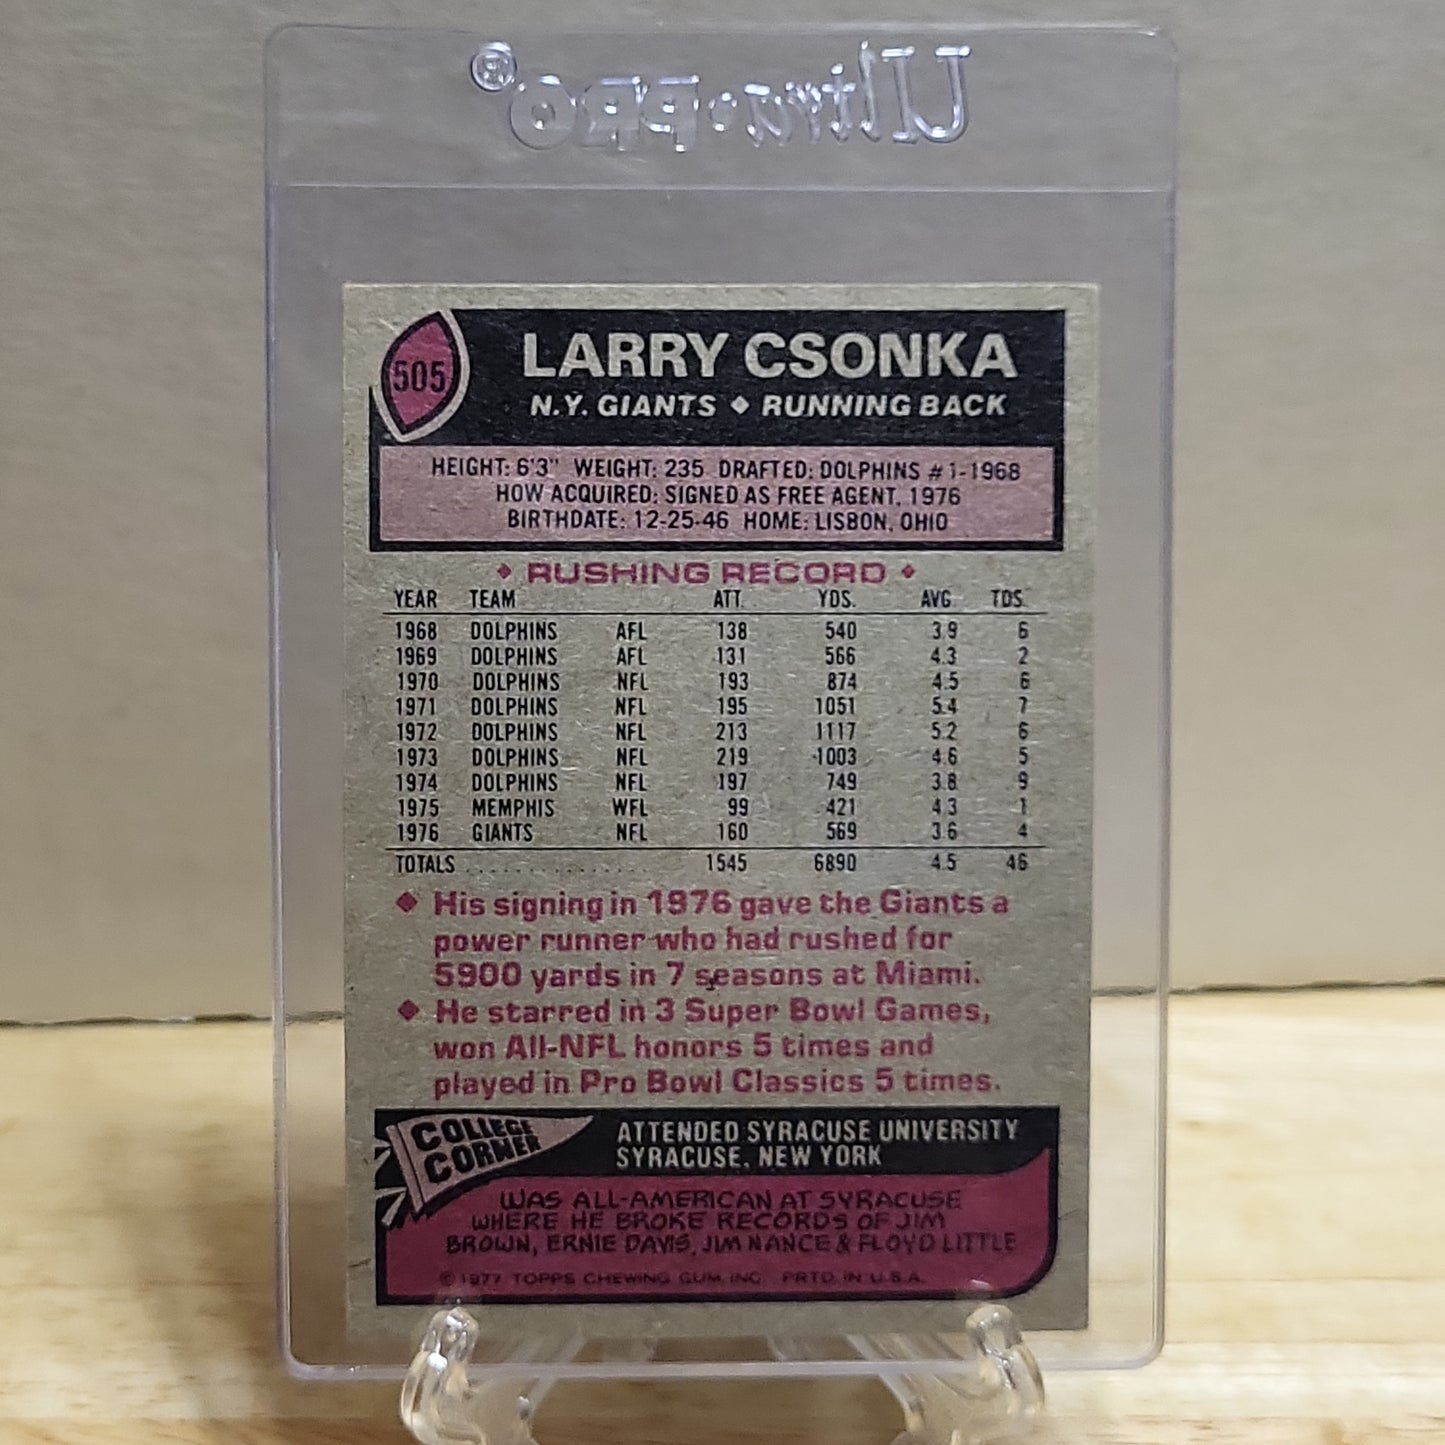 Ultra•PRO®
505
LARRY CSONKA
N.Y. GIANTS ◆ RUNNING BACK
HEIGHT: 6'3" WEIGHT: 235 DRAFTED: DOLPHINS #1-1968
HOW ACQUIRED: SIGNED AS FREE AGENT, 1976
BIRTHDATE: 12-25-46 HOME: LISBON, OHIO
◆ RUSHING RECORD ◆
YEAR TEAM ATT. YDS. AVG. TDS.
1968 DOLPHINS AFL 138 540 3.9 6
1969 DOLPHINS AFL 131 566 4.3 2
1970 DOLPHINS NFL 193 874 4.5 6
1971 DOLPHINS NFL 195 1051 5.4 7
1972 DOLPHINS NFL 213 1117 5.2 6
1973 DOLPHINS NFL 219 1003 4.6 5
1974 DOLPHINS NFL 197 749 3.8 9
1975 MEMPHIS WFL 99 421 4.3 1
1976 GIANTS NFL 160 569 3.6 4
TOTALS . . . . . . . . . . . . . . . 1545 6890 4.5 46
◆ His signing in 1976 gave the Giants a
power runner who had rushed for
5900 yards in 7 seasons at Miami.
◆ He starred in 3 Super Bowl Games,
won All-NFL honors 5 times and
played in Pro Bowl Classics 5 times.
COLLEGE
CORNER
ATTENDED SYRACUSE UNIVERSITY
SYRACUSE, NEW YORK
WAS ALL-AMERICAN AT SYRACUSE
WHERE HE BROKE RECORDS OF JIM
BROWN, ERNIE DAVIS, JIM NANCE & FLOYD LITTLE
© 1977 TOPPS CHEWING GUM, INC. PRTD. IN U.S.A.